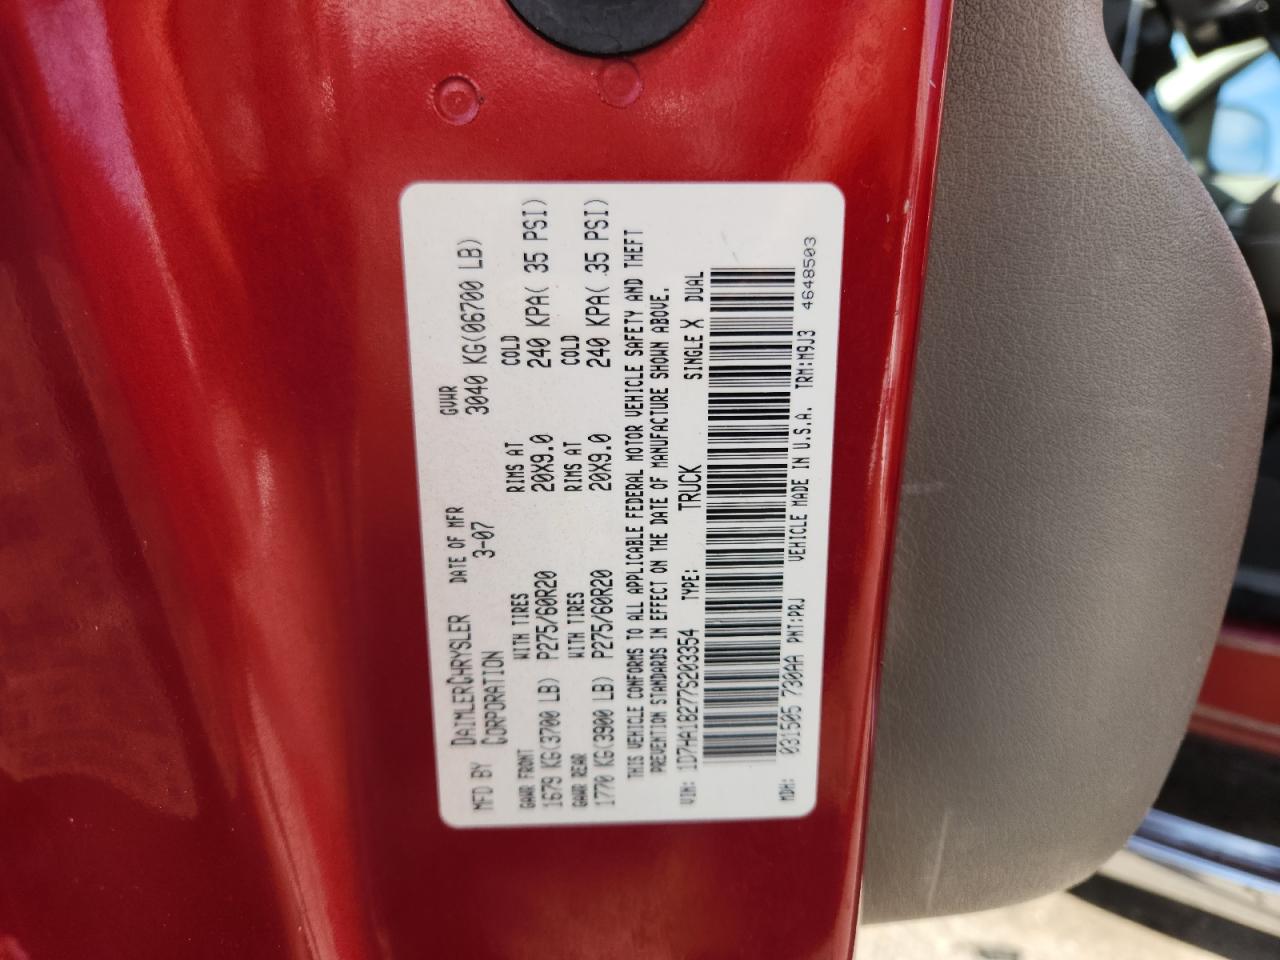 MFD BY DAIMLERCHRYSLER CORPORATION
DATE OF MFR 3-07
GVWR 3040 KG(06700 LB)
GAWR FRONT WITH TIRES RIMS AT COLD
1679 KG(3700 LB) P275/60R20 20X9.0 240 KPA( 35 PSI)
GAWR REAR WITH TIRES RIMS AT COLD
1770 KG(3900 LB) P275/60R20 20X9.0 240 KPA( 35 PSI)
THIS VEHICLE CONFORMS TO ALL APPLICABLE FEDERAL MOTOR VEHICLE SAFETY AND THEFT
PREVENTION STANDARDS IN EFFECT ON THE DATE OF MANUFACTURE SHOWN ABOVE.
VIN: 1D7HA18277S203354 TYPE: TRUCK SINGLE X DUAL
MDH: 031505 730AA PNT:PRJ VEHICLE MADE IN U.S.A. TRM:M9J3 4648503